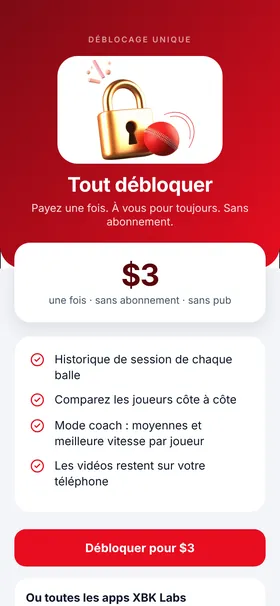 DÉBLOCAGE UNIQUE
Tout débloquer
Payez une fois. À vous pour toujours. Sans
abonnement.
$3
une fois · sans abonnement · sans pub
Historique de session de chaque
balle
Comparez les joueurs côte à côte
Mode coach : moyennes et
meilleure vitesse par joueur
Les vidéos restent sur votre
téléphone
Débloquer pour $3
Ou toutes les apps XBK Labs